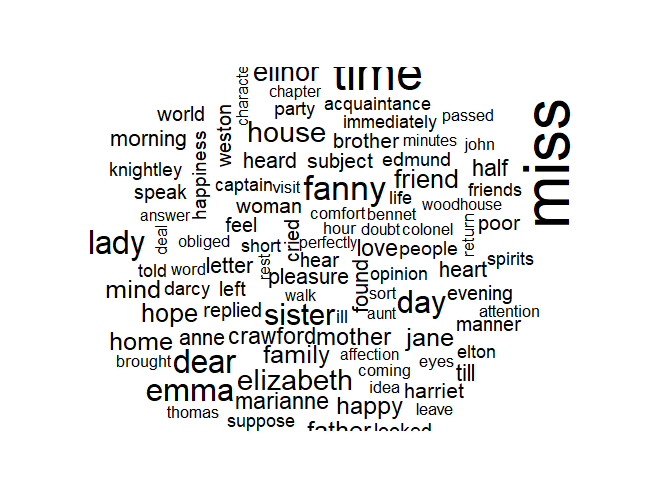 elinor time
characte
chapter
world party acquaintance
weston immediately passed
miss
morning happiness house brother minutes john
heard subject edmund
knightley half
speak captain visit fanny friend friends
life
woman woodhouse
answer comfort bennet
feel hour doubt colonel return poor
lady deal obliged short cried perfectly love people
hear spirits
told word letter rest pleasure found opinion heart
mind darcy left walk sort day evening
hope replied sister ill aunt attention
manner
home anne crawford mother jane
brought dear family affection eyes elton
coming till
emma elizabeth idea harriet
marianne happy leave
thomas suppose
father looked